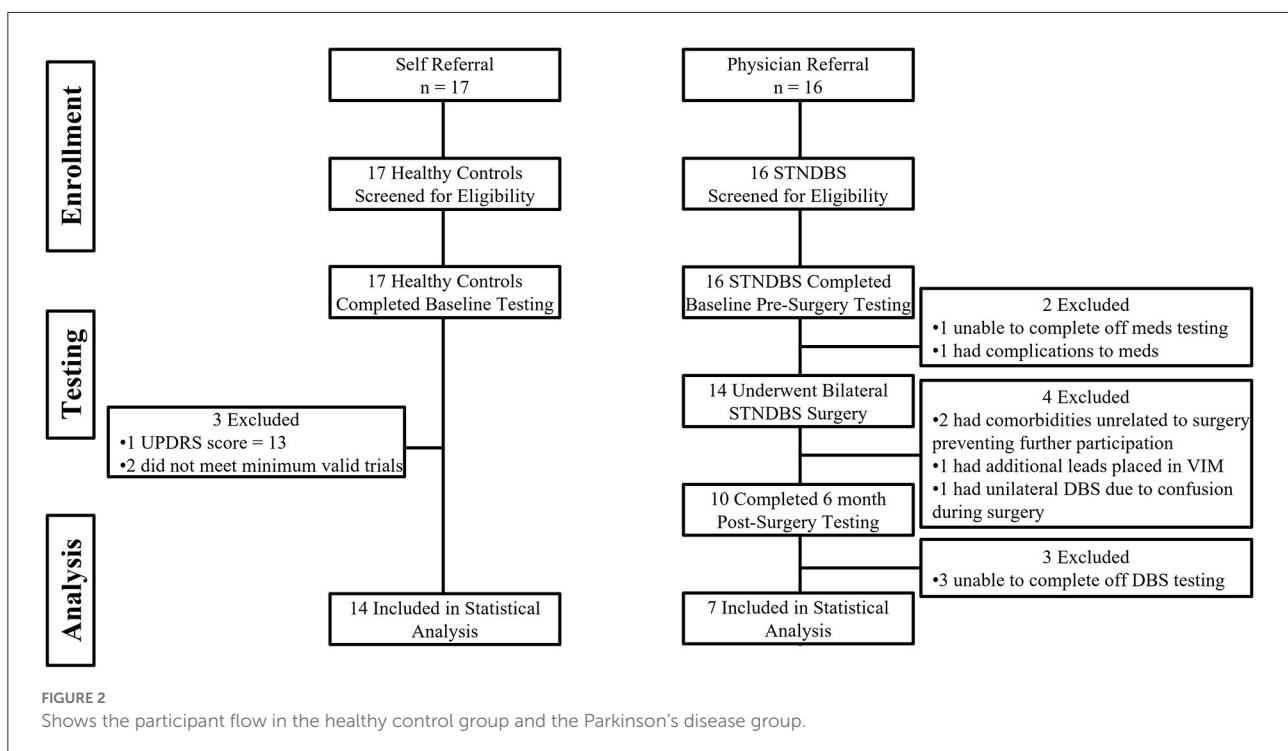 Enrollment
Testing
Analysis
Self Referral
n = 17
17 Healthy Controls
Screened for Eligibility
17 Healthy Controls
Completed Baseline Testing
3 Excluded
•1 UPDRS score = 13
•2 did not meet minimum valid trials
14 Included in Statistical
Analysis
Physician Referral
n = 16
16 STNDBS
Screened for Eligibility
16 STNDBS Completed
Baseline Pre-Surgery Testing
2 Excluded
•1 unable to complete off meds testing
•1 had complications to meds
14 Underwent Bilateral
STNDBS Surgery
4 Excluded
•2 had comorbidities unrelated to surgery
preventing further participation
•1 had additional leads placed in VIM
•1 had unilateral DBS due to confusion
during surgery
10 Completed 6 month
Post-Surgery Testing
3 Excluded
•3 unable to complete off DBS testing
7 Included in Statistical
Analysis
FIGURE 2
Shows the participant flow in the healthy control group and the Parkinson's disease group.